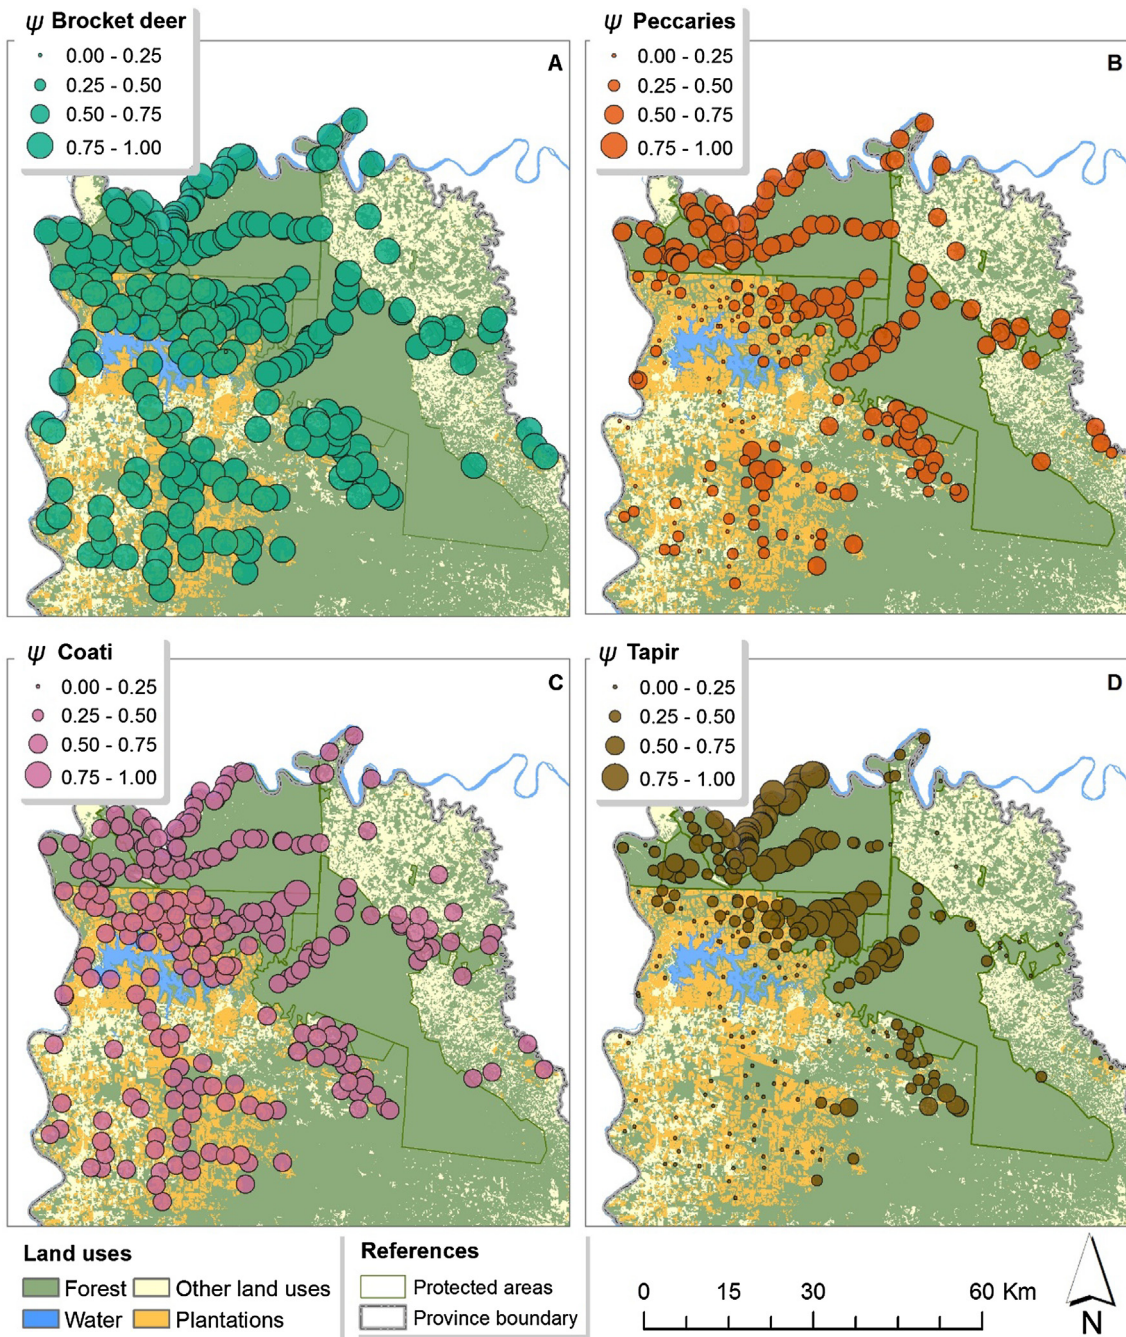 ψ Brocket deer
0.00 - 0.25
0.25 - 0.50
0.50 - 0.75
0.75 - 1.00
A
ψ Peccaries
0.00 - 0.25
0.25 - 0.50
0.50 - 0.75
0.75 - 1.00
B
ψ Coati
0.00 - 0.25
0.25 - 0.50
0.50 - 0.75
0.75 - 1.00
C
ψ Tapir
0.00 - 0.25
0.25 - 0.50
0.50 - 0.75
0.75 - 1.00
D
Land uses
Forest Other land uses
Water Plantations
References
Protected areas
Province boundary
0 15 30 60 Km
N